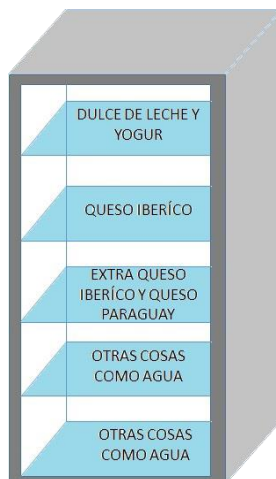 DULCE DE LECHE Y
YOGUR
QUESO IBERÍCO
EXTRA QUESO
IBERÍCO Y QUESO
PARAGUAY
OTRAS COSAS
COMO AGUA
OTRAS COSAS
COMO AGUA